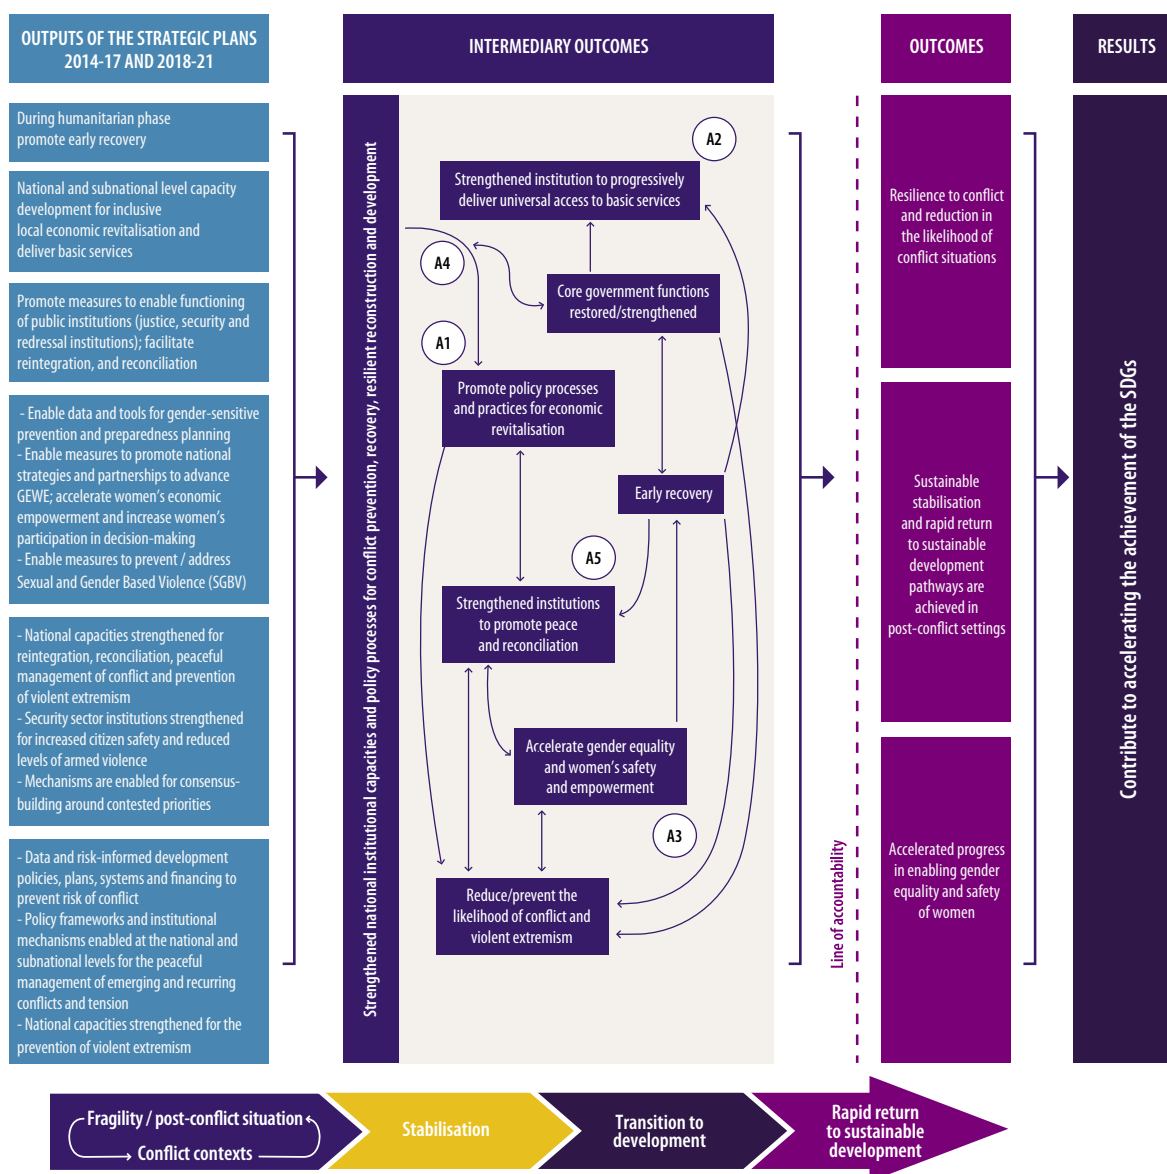 OUTPUTS OF THE STRATEGIC PLANS
2014-17 AND 2018-21
During humanitarian phase
promote early recovery
National and subnational level capacity
development for inclusive
local economic revitalisation and
deliver basic services
Promote measures to enable functioning
of public institutions (justice, security and
redressal institutions); facilitate
reintegration, and reconciliation
- Enable data and tools for gender-sensitive
prevention and preparedness planning
- Enable measures to promote national
strategies and partnerships to advance
GEWE; accelerate women’s economic
empowerment and increase women’s
participation in decision-making
- Enable measures to prevent / address
Sexual and Gender Based Violence (SGBV)
- National capacities strengthened for
reintegration, reconciliation, peaceful
management of conflict and prevention
of violent extremism
- Security sector institutions strengthened
for increased citizen safety and reduced
levels of armed violence
- Mechanisms are enabled for consensus-
building around contested priorities
- Data and risk-informed development
policies, plans, systems and financing to
prevent risk of conflict
- Policy frameworks and institutional
mechanisms enabled at the national and
subnational levels for the peaceful
management of emerging and recurring
conflicts and tension
- National capacities strengthened for the
prevention of violent extremism
INTERMEDIARY OUTCOMES
Strengthened national institutional capacities and policy processes for conflict prevention, recovery, resilient reconstruction and development
A2
Strengthened institution to progressively
deliver universal access to basic services
A4
Core government functions
restored/strengthened
A1
Promote policy processes
and practices for economic
revitalisation
Early recovery
A5
Strengthened institutions
to promote peace
and reconciliation
Accelerate gender equality
and women’s safety
and empowerment
A3
Reduce/prevent the
likelihood of conflict and
violent extremism
Line of accountability
OUTCOMES
Resilience to conflict
and reduction in
the likelihood of
conflict situations
Sustainable
stabilisation
and rapid return
to sustainable
development
pathways are
achieved in
post-conflict settings
Accelerated progress
in enabling gender
equality and safety
of women
RESULTS
Contribute to accelerating the achievement of the SDGs
Fragility / post-conflict situation
Conflict contexts
Stabilisation
Transition to
development
Rapid return
to sustainable
development